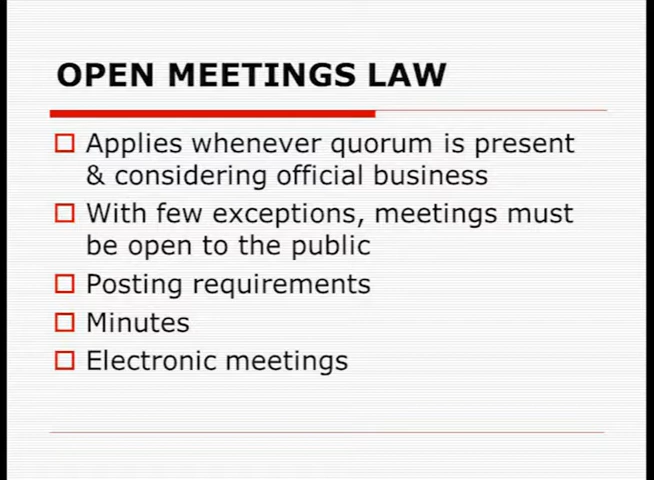 OPEN MEETINGS LAW
Applies whenever quorum is present
& considering official business
With few exceptions, meetings must
be open to the public
Posting requirements
Minutes
Electronic meetings